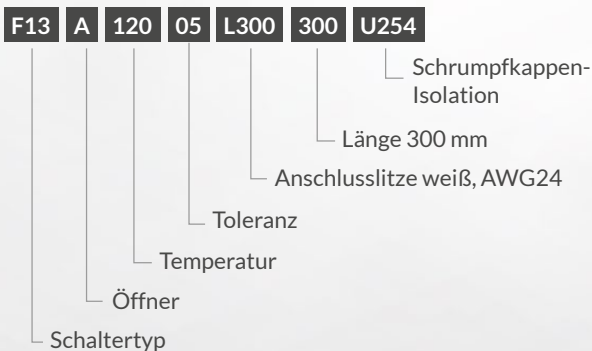 F13 A 120 05 L300 300 U254
Schrumpfkappen-
Isolation
Länge 300 mm
Anschlusslitze weiß, AWG24
Toleranz
Temperatur
Öffner
Schaltertyp